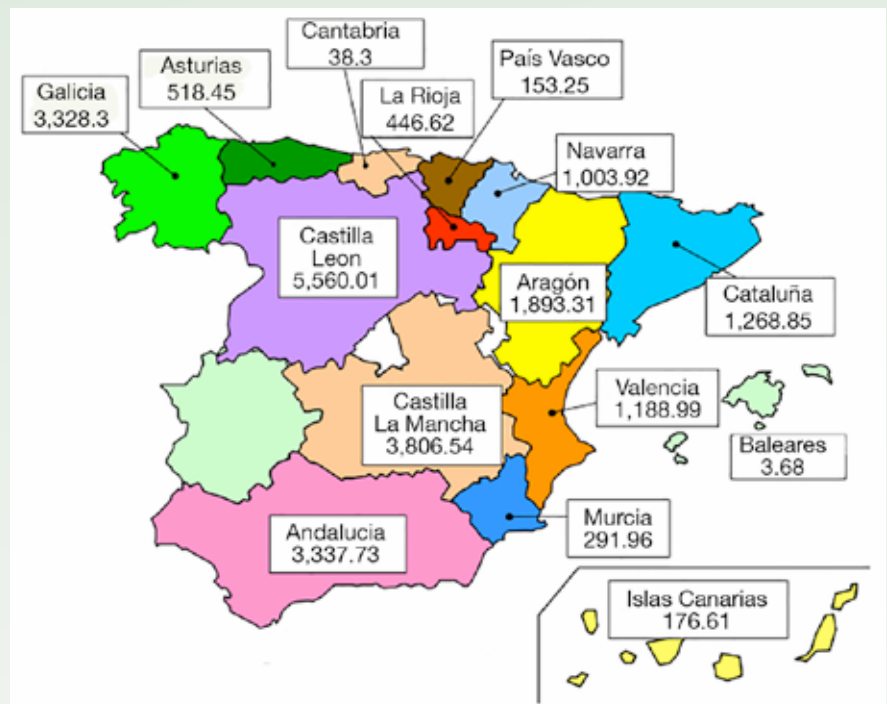 Cantabria
38.3
País Vasco
153.25
Asturias
518.45
Galicia
3,328.3
La Rioja
446.62
Navarra
1,003.92
Castilla
Leon
5,560.01
Aragón
1,893.31
Cataluña
1,268.85
Castilla
La Mancha
3,806.54
Valencia
1,188.99
Baleares
3.68
Andalucia
3,337.73
Murcia
291.96
Islas Canarias
176.61